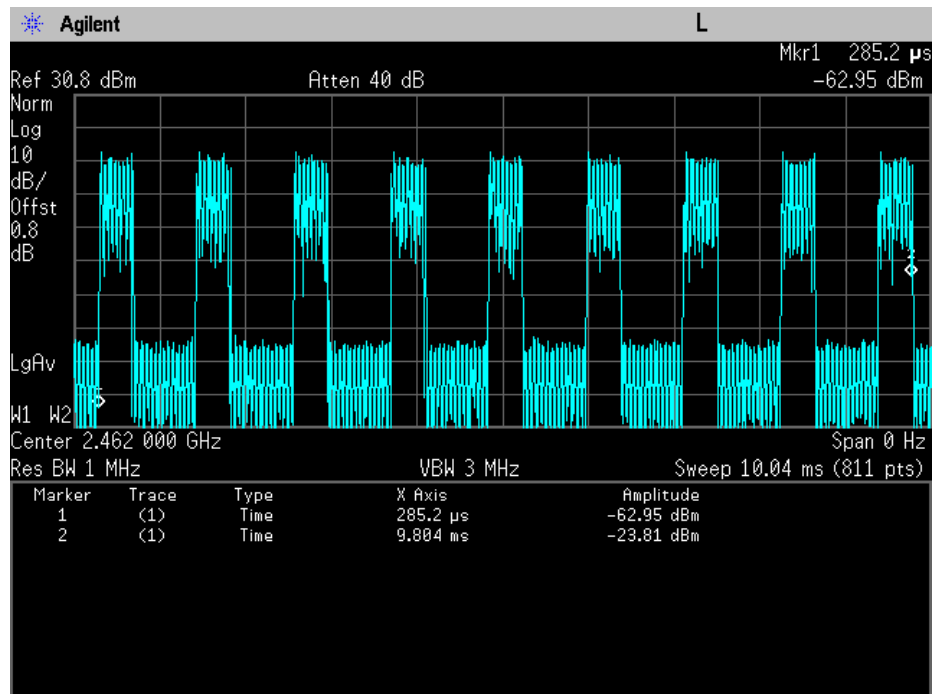 Agilent L
Mkr1 285.2 µs
Ref 30.8 dBm Atten 40 dB -62.95 dBm
Norm
Log
10
dB/
Offst
0.8
dB
2
LgAv
1
W1 W2
Center 2.462 000 GHz Span 0 Hz
Res BW 1 MHz VBW 3 MHz Sweep 10.04 ms (811 pts)
Marker Trace Type X Axis Amplitude
1 (1) Time 285.2 µs -62.95 dBm
2 (1) Time 9.804 ms -23.81 dBm